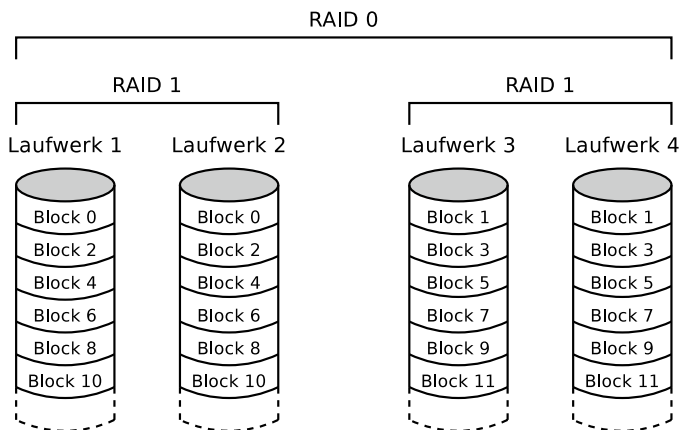 RAID 0
RAID 1 RAID 1
Laufwerk 1 Laufwerk 2 Laufwerk 3 Laufwerk 4
Block 0 Block 0 Block 1 Block 1
Block 2 Block 2 Block 3 Block 3
Block 4 Block 4 Block 5 Block 5
Block 6 Block 6 Block 7 Block 7
Block 8 Block 8 Block 9 Block 9
Block 10 Block 10 Block 11 Block 11